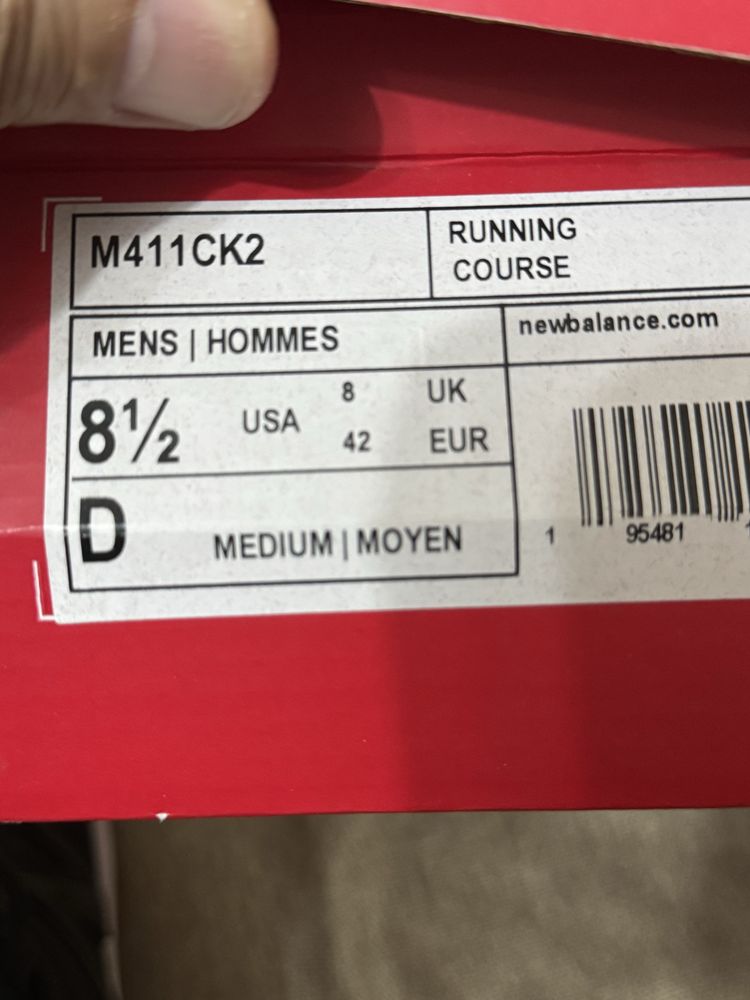 M411CK2
RUNNING
COURSE
MENS | HOMMES
newbalance.com
8½ USA 8 UK
42 EUR
D MEDIUM | MOYEN
1 95481